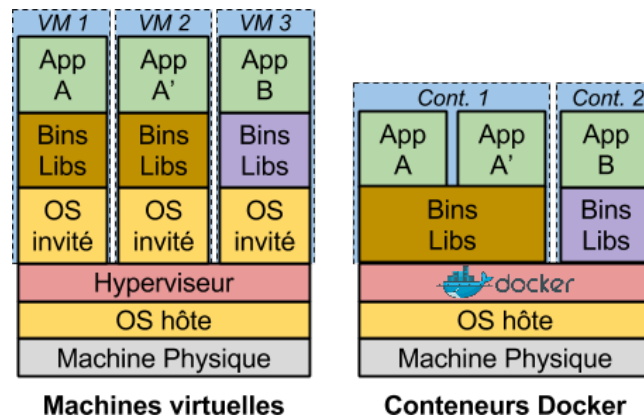 VM 1
VM 2
VM 3
App
A
App
A'
App
B
Bins
Libs
Bins
Libs
Bins
Libs
OS
invité
OS
invité
OS
invité
Hyperviseur
OS hôte
Machine Physique
Machines virtuelles
Cont. 1
Cont. 2
App
A
App
A'
App
B
Bins
Libs
Bins
Libs
docker
OS hôte
Machine Physique
Conteneurs Docker